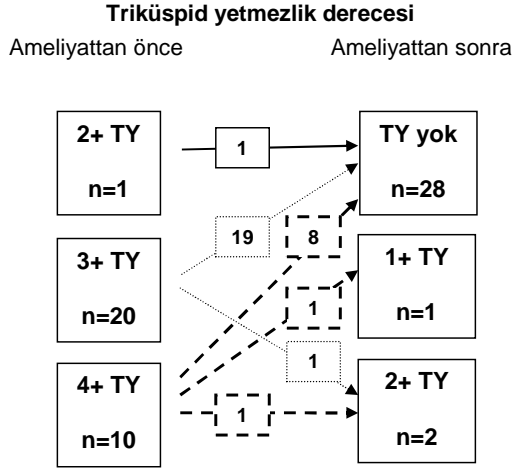 Triküspid yetmezlik derecesi
Ameliyattan önce
Ameliyattan sonra
2+ TY
n=1
1
TY yok
n=28
19
8
3+ TY
n=20
1
1+ TY
n=1
1
4+ TY
n=10
1
2+ TY
n=2